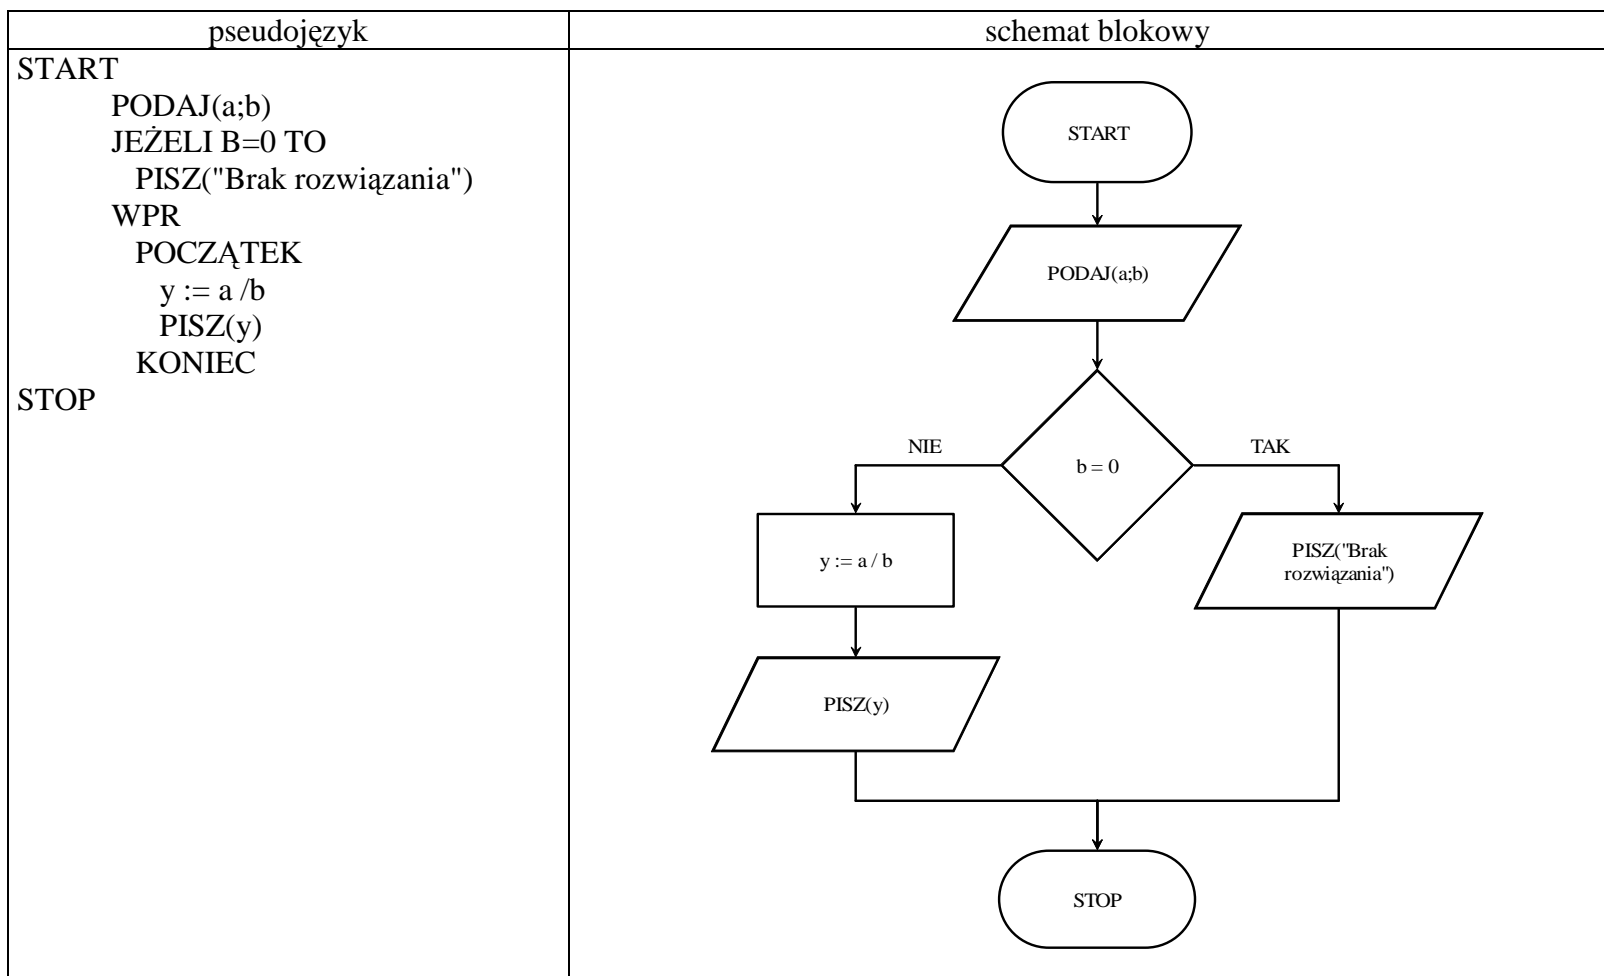 pseudojęzyk
schemat blokowy
START
PODAJ(a;b)
JEŻELI B=0 TO
PISZ("Brak rozwiązania")
WPR
POCZĄTEK
y := a /b
PISZ(y)
KONIEC
STOP
START
PODAJ(a;b)
b = 0
NIE
TAK
y := a / b
PISZ("Brak
rozwiązania")
PISZ(y)
STOP